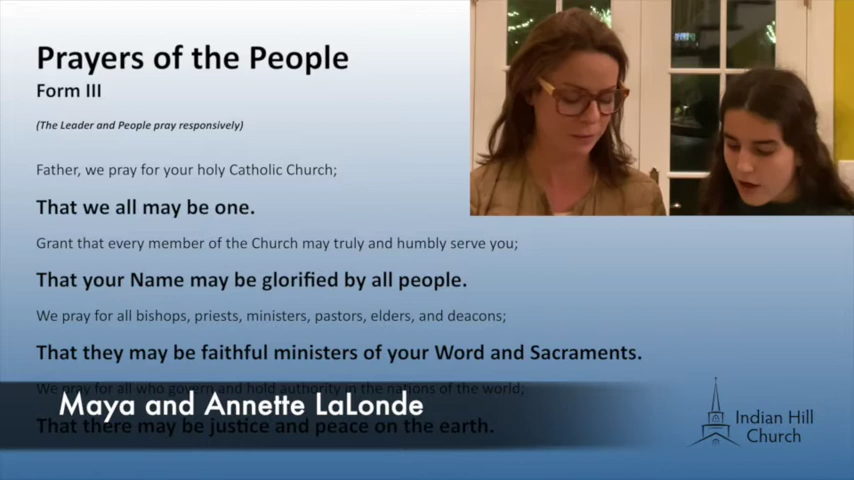 Prayers of the People
Form III
(The Leader and People pray responsively)
Father, we pray for your holy Catholic Church;
That we all may be one.
Grant that every member of the Church may truly and humbly serve you;
That your Name may be glorified by all people.
We pray for all bishops, priests, ministers, pastors, elders, and deacons;
That they may be faithful ministers of your Word and Sacraments.
We pray for all who govern and hold authority in the nations of the world;
Maya and Annette LaLonde
That there may be justice and peace on the earth.
Indian Hill
Church